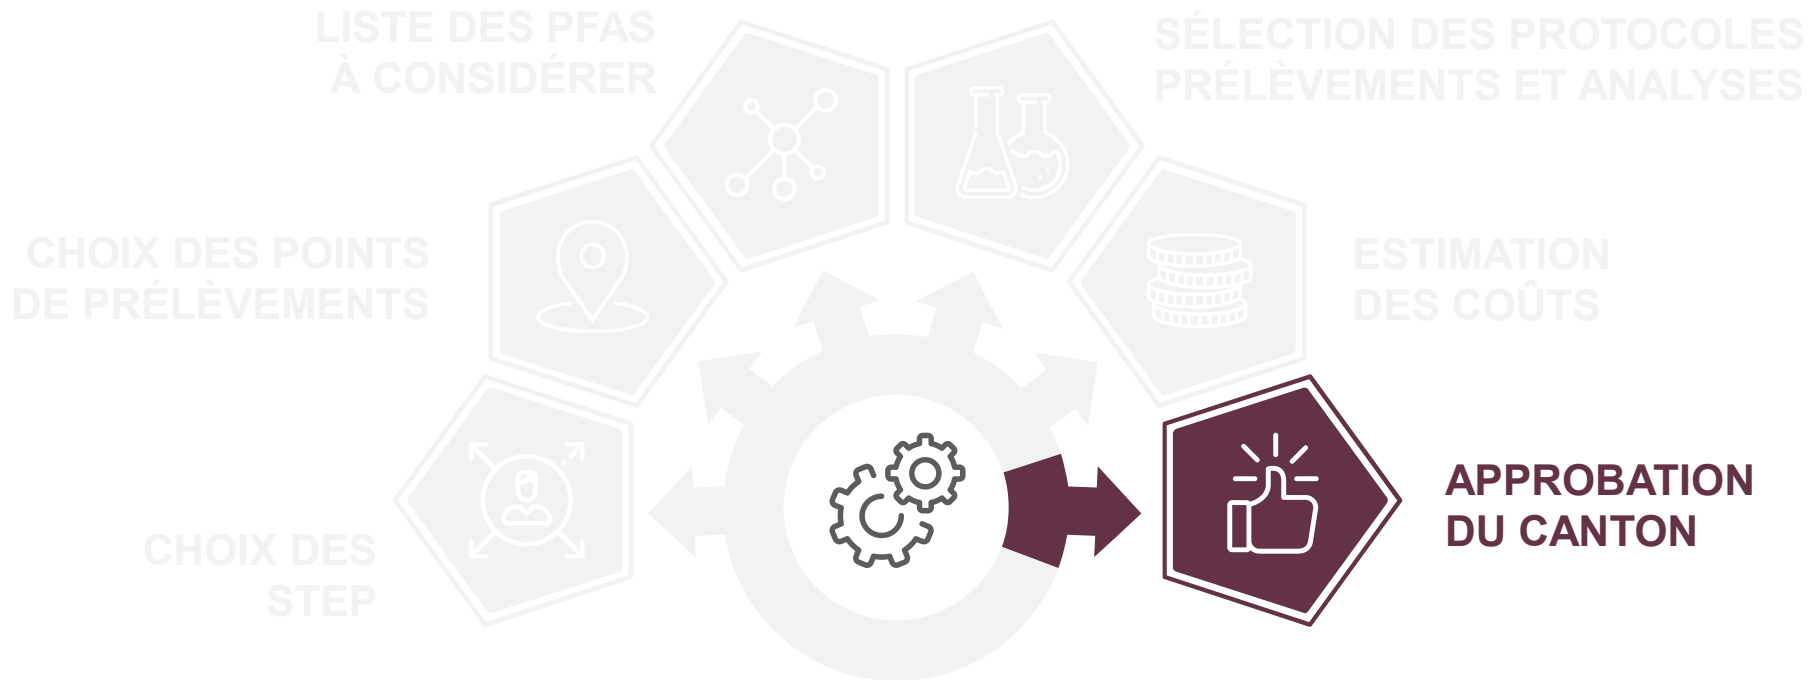 LISTE DES PFAS
À CONSIDÉRER
SÉLECTION DES PROTOCOLES
PRÉLÈVEMENTS ET ANALYSES
CHOIX DES POINTS
DE PRÉLÈVEMENTS
ESTIMATION
DES COÛTS
CHOIX DES
STEP
APPROBATION
DU CANTON